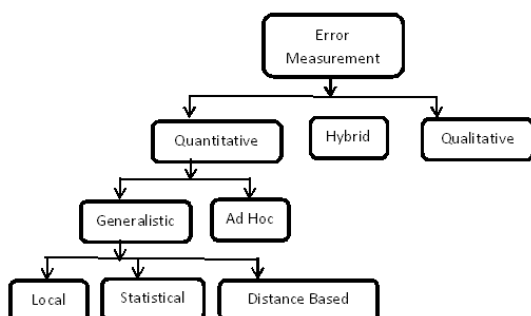 Error
Measurement
Quantitative
Hybrid
Qualitative
Generalistic
Ad Hoc
Local
Statistical
Distance Based